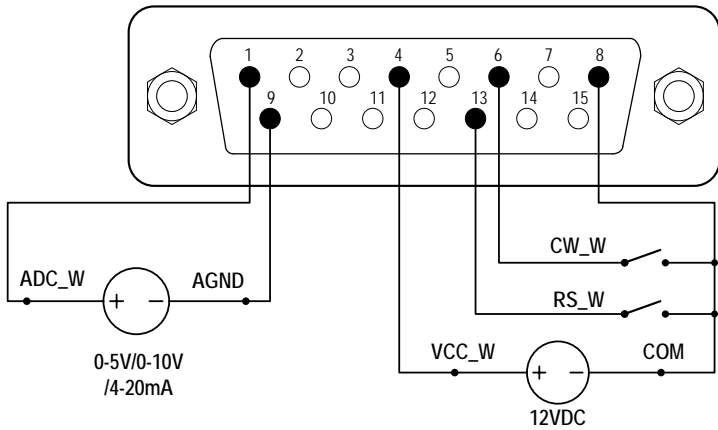 1 2 3 4 5 6 7 8
9 10 11 12 13 14 15
CW_W
ADC_W + − AGND
RS_W
0-5V/0-10V
/4-20mA
VCC_W + − COM
12VDC